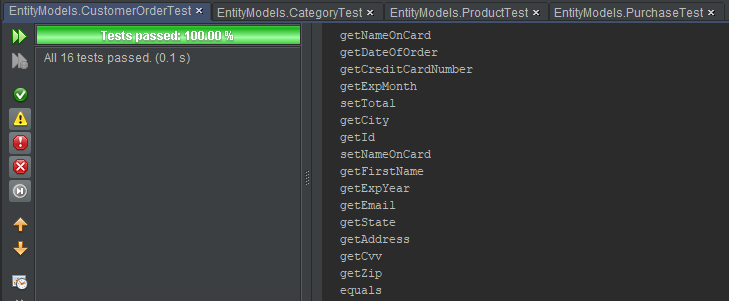 EntityModels.CustomerOrderTest × EntityModels.CategoryTest × EntityModels.ProductTest × EntityModels.PurchaseTest ×
Tests passed: 100.00 %
All 16 tests passed. (0.1 s)
getNameOnCard
getDateOfOrder
getCreditCardNumber
getExpMonth
setTotal
getCity
getId
setNameOnCard
getFirstName
getExpYear
getEmail
getState
getAddress
getCvv
getZip
equals